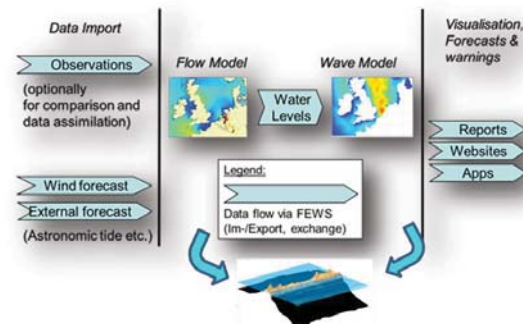 Data Import
Observations
(optionally
for comparison and
data assimilation)
Wind forecast
External forecast
(Astronomic tide etc.)
Flow Model
Wave Model
Water
Levels
Legend:
Data flow via FEWS
(Im-/Export, exchange)
Visualisation,
Forecasts &
warnings
Reports
Websites
Apps